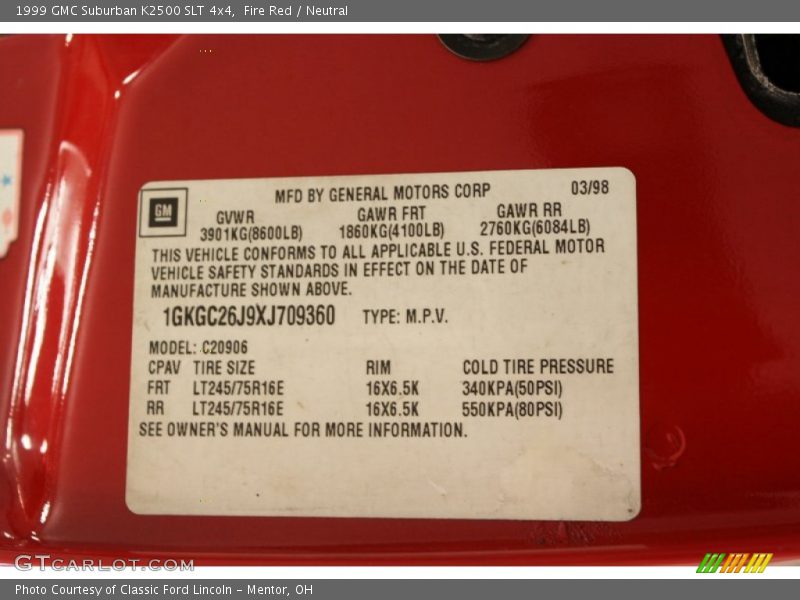 1999 GMC Suburban K2500 SLT 4x4,  Fire Red / Neutral
GM
MFD BY GENERAL MOTORS CORP 03/98
GVWR GAWR FRT GAWR RR
3901KG(8600LB) 1860KG(4100LB) 2760KG(6084LB)
THIS VEHICLE CONFORMS TO ALL APPLICABLE U.S. FEDERAL MOTOR
VEHICLE SAFETY STANDARDS IN EFFECT ON THE DATE OF
MANUFACTURE SHOWN ABOVE.
1GKGC26J9XJ709360 TYPE: M.P.V.
MODEL: C20906
CPAV TIRE SIZE RIM COLD TIRE PRESSURE
FRT LT245/75R16E 16X6.5K 340KPA(50PSI)
RR LT245/75R16E 16X6.5K 550KPA(80PSI)
SEE OWNER'S MANUAL FOR MORE INFORMATION.
GTCARLOT.COM
Photo Courtesy of Classic Ford Lincoln - Mentor, OH